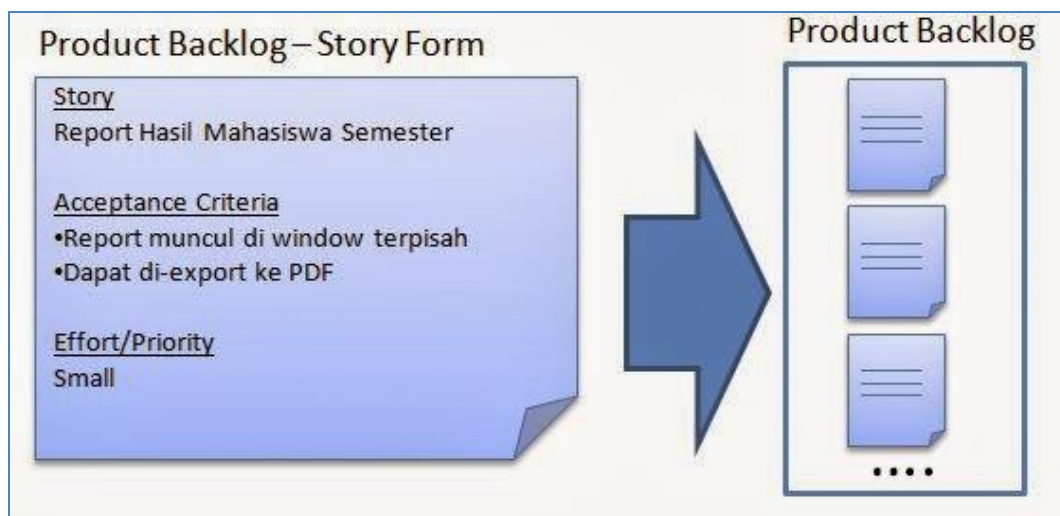 Product Backlog – Story Form
Story
Report Hasil Mahasiswa Semester
Acceptance Criteria
•Report muncul di window terpisah
•Dapat di-export ke PDF
Effort/Priority
Small
Product Backlog
....